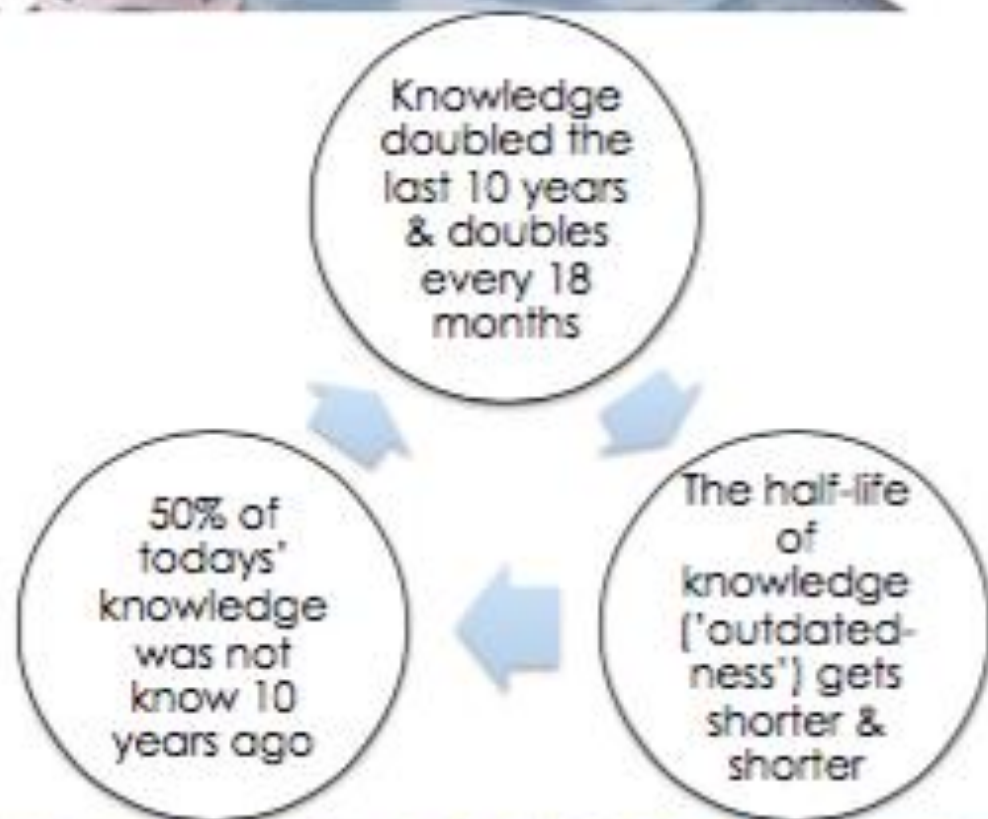 Knowledge
doubled the
last 10 years
& doubles
every 18
months
The half-life
of
knowledge
('outdated-
ness') gets
shorter &
shorter
50% of
todays'
knowledge
was not
know 10
years ago